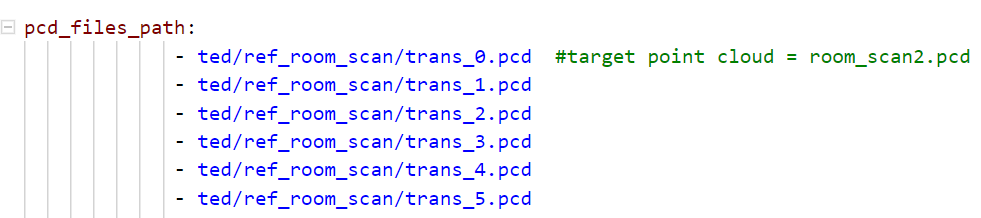 pcd_files_path:
- ted/ref_room_scan/trans_0.pcd  #target point cloud = room_scan2.pcd
- ted/ref_room_scan/trans_1.pcd
- ted/ref_room_scan/trans_2.pcd
- ted/ref_room_scan/trans_3.pcd
- ted/ref_room_scan/trans_4.pcd
- ted/ref_room_scan/trans_5.pcd